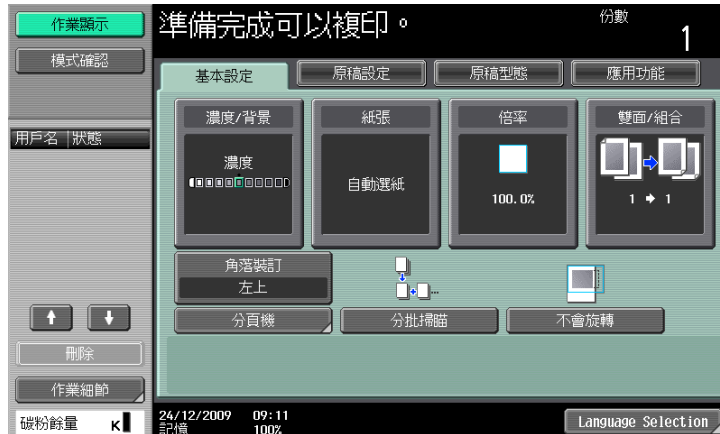 作業顯示
模式確認
用戶名 狀態
刪除
作業細節
碳粉餘量 K
準備完成可以複印。
份數
1
基本設定
原稿設定
原稿型態
應用功能
濃度/背景
濃度
紙張
自動選紙
倍率
100.0%
雙面/組合
1 → 1
角落裝訂
左上
分頁機
分批掃瞄
不會旋轉
24/12/2009 09:11
記憶 100%
Language Selection